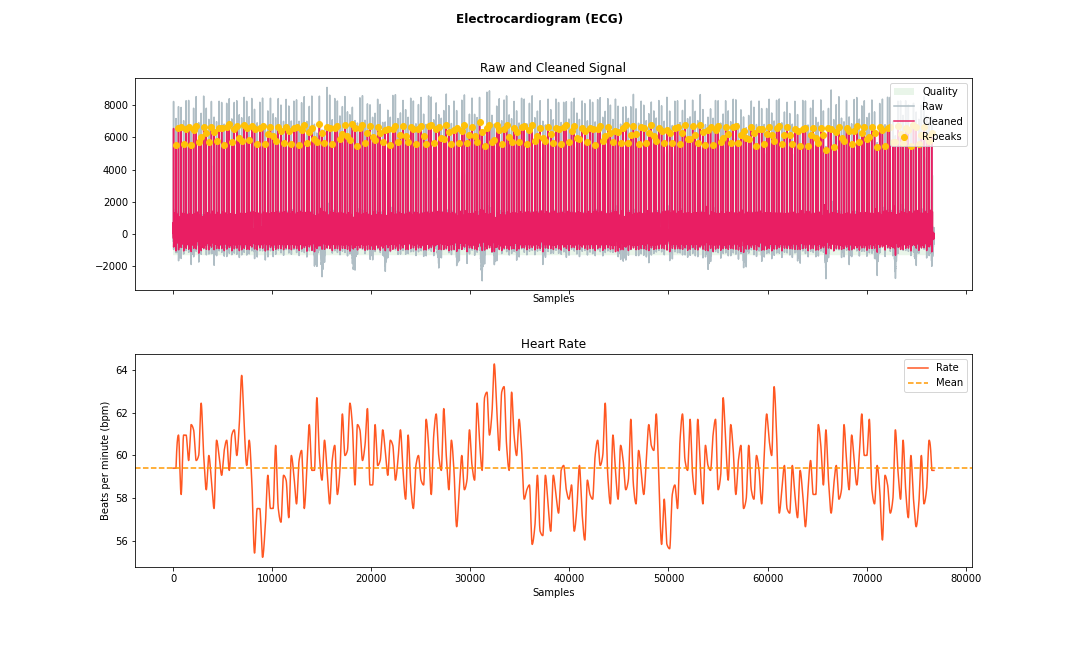 Electrocardiogram (ECG)
Raw and Cleaned Signal
8000
6000
4000
2000
0
−2000
Quality
Raw
Cleaned
R-peaks
Samples
Heart Rate
Beats per minute (bpm)
64
62
60
58
56
Rate
Mean
0 10000 20000 30000 40000 50000 60000 70000 80000
Samples